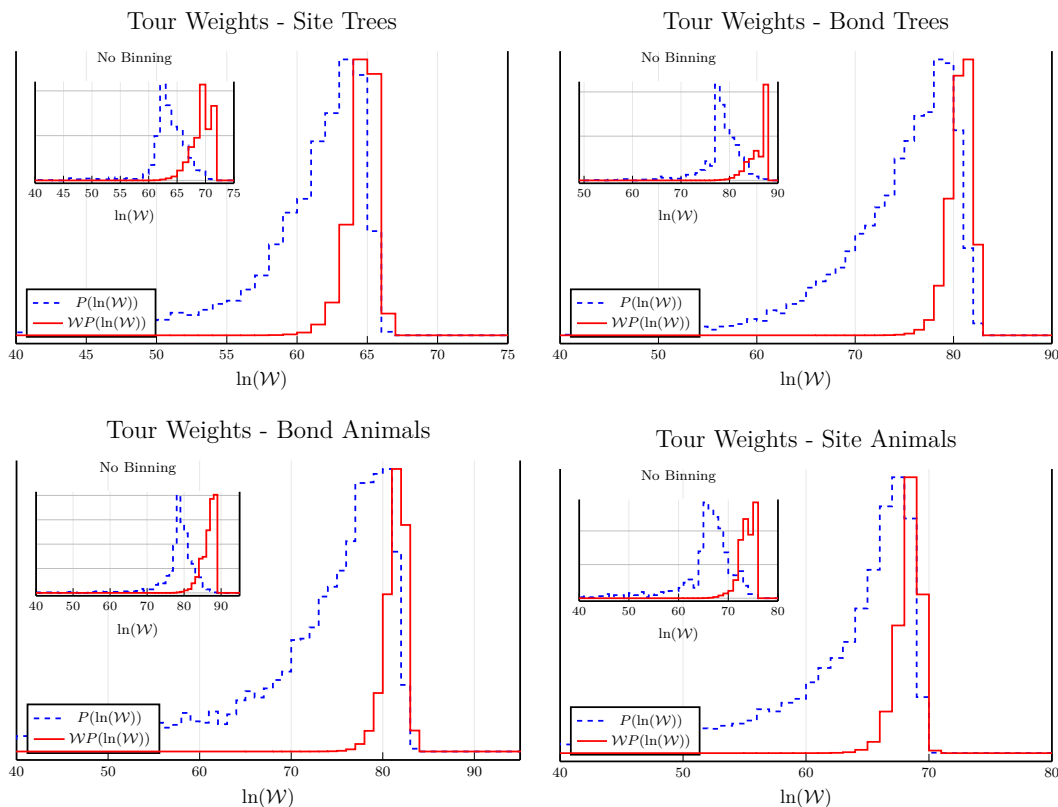 Tour Weights - Site Trees
No Binning
40 45 50 55 60 65 70 75
ln(𝒲)
P(ln(𝒲))
𝒲P(ln(𝒲))
40 45 50 55 60 65 70 75
ln(𝒲)
Tour Weights - Bond Trees
No Binning
50 60 70 80 90
ln(𝒲)
P(ln(𝒲))
𝒲P(ln(𝒲))
40 50 60 70 80 90
ln(𝒲)
Tour Weights - Bond Animals
No Binning
40 50 60 70 80 90
ln(𝒲)
P(ln(𝒲))
𝒲P(ln(𝒲))
40 50 60 70 80 90
ln(𝒲)
Tour Weights - Site Animals
No Binning
40 50 60 70 80
ln(𝒲)
P(ln(𝒲))
𝒲P(ln(𝒲))
40 50 60 70 80
ln(𝒲)